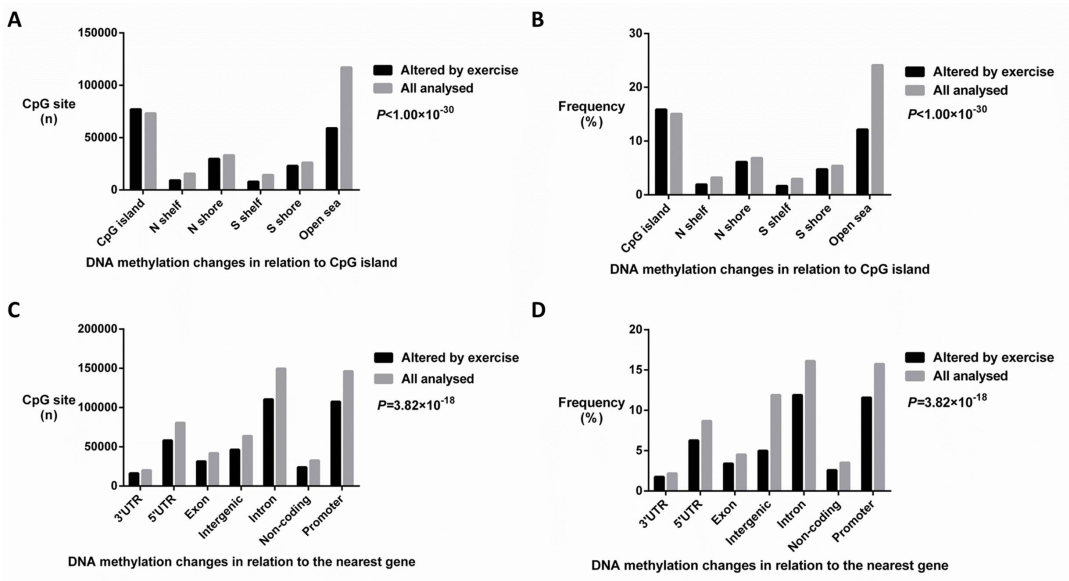 A
150000
100000
50000
0
CpG site
(n)
Altered by exercise
All analysed
P<1.00×10-30
CpG island
N shelf
N shore
S shelf
S shore
Open sea
DNA methylation changes in relation to CpG island
B
30
20
10
0
Frequency
(%)
Altered by exercise
All analysed
P<1.00×10-30
CpG island
N shelf
N shore
S shelf
S shore
Open sea
DNA methylation changes in relation to CpG island
C
200000
150000
100000
50000
0
CpG site
(n)
Altered by exercise
All analysed
P=3.82×10-18
3'UTR
5'UTR
Exon
Intergenic
Intron
Non-coding
Promoter
DNA methylation changes in relation to the nearest gene
D
20
15
10
5
0
Frequency
(%)
Altered by exercise
All analysed
P=3.82×10-18
3'UTR
5'UTR
Exon
Intergenic
Intron
Non-coding
Promoter
DNA methylation changes in relation to the nearest gene